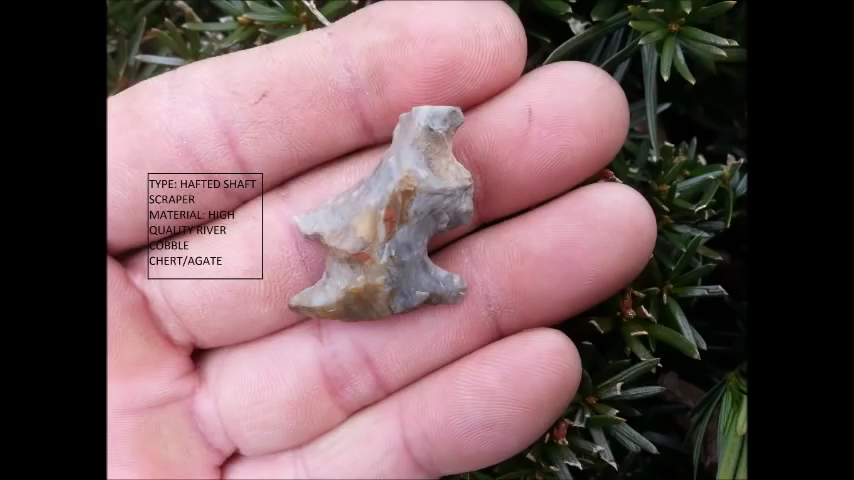 TYPE: HAFTED SHAFT
SCRAPER
MATERIAL: HIGH
QUALITY RIVER
COBBLE
CHERT/AGATE